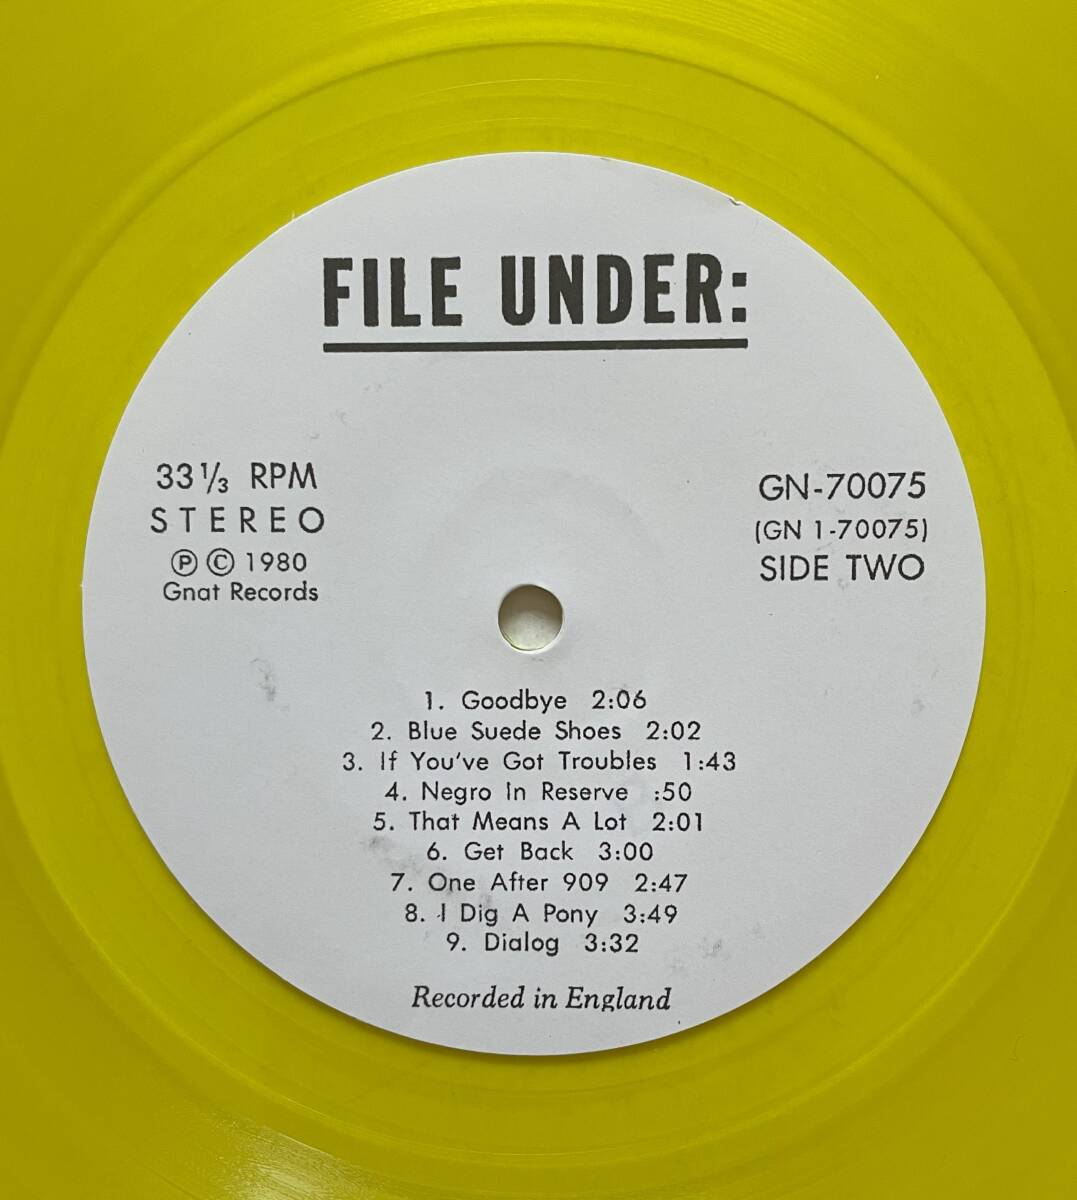 FILE UNDER:
33⅓ RPM
STEREO
Ⓟ © 1980
Gnat Records
GN-70075
(GN 1-70075)
SIDE TWO
1. Goodbye 2:06
2. Blue Suede Shoes 2:02
3. If You've Got Troubles 1:43
4. Negro In Reserve :50
5. That Means A Lot 2:01
6. Get Back 3:00
7. One After 909 2:47
8. I Dig A Pony 3:49
9. Dialog 3:32
Recorded in England